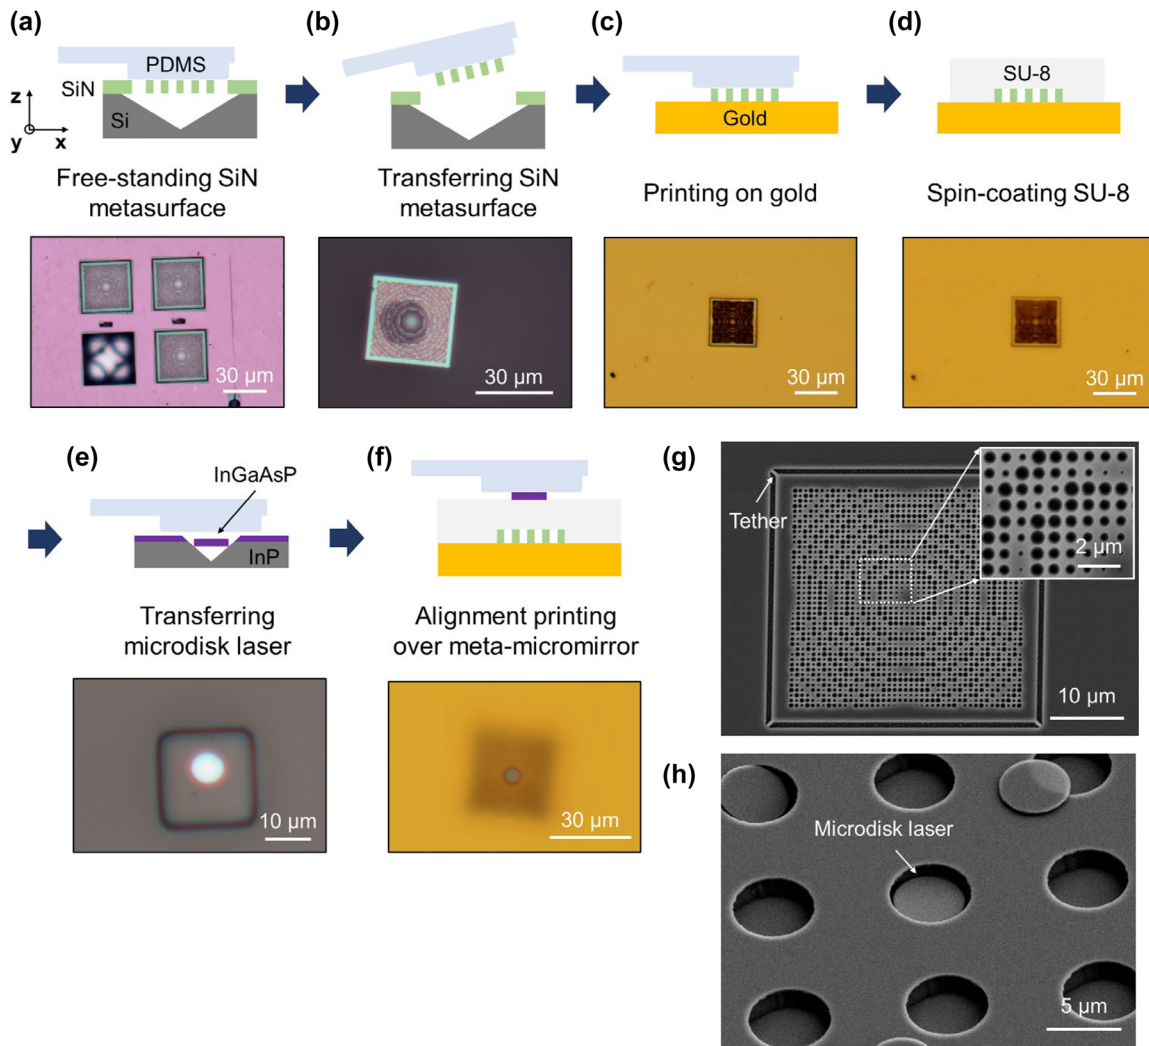 (a)
PDMS
SiN
z
Si
y
x
Free-standing SiN
metasurface
30 µm
(b)
Transferring SiN
metasurface
30 µm
(c)
Gold
Printing on gold
30 µm
(d)
SU-8
Spin-coating SU-8
30 µm
(e)
InGaAsP
InP
Transferring
microdisk laser
10 µm
(f)
Alignment printing
over meta-micromirror
30 µm
(g)
Tether
2 µm
10 µm
(h)
Microdisk laser
5 µm